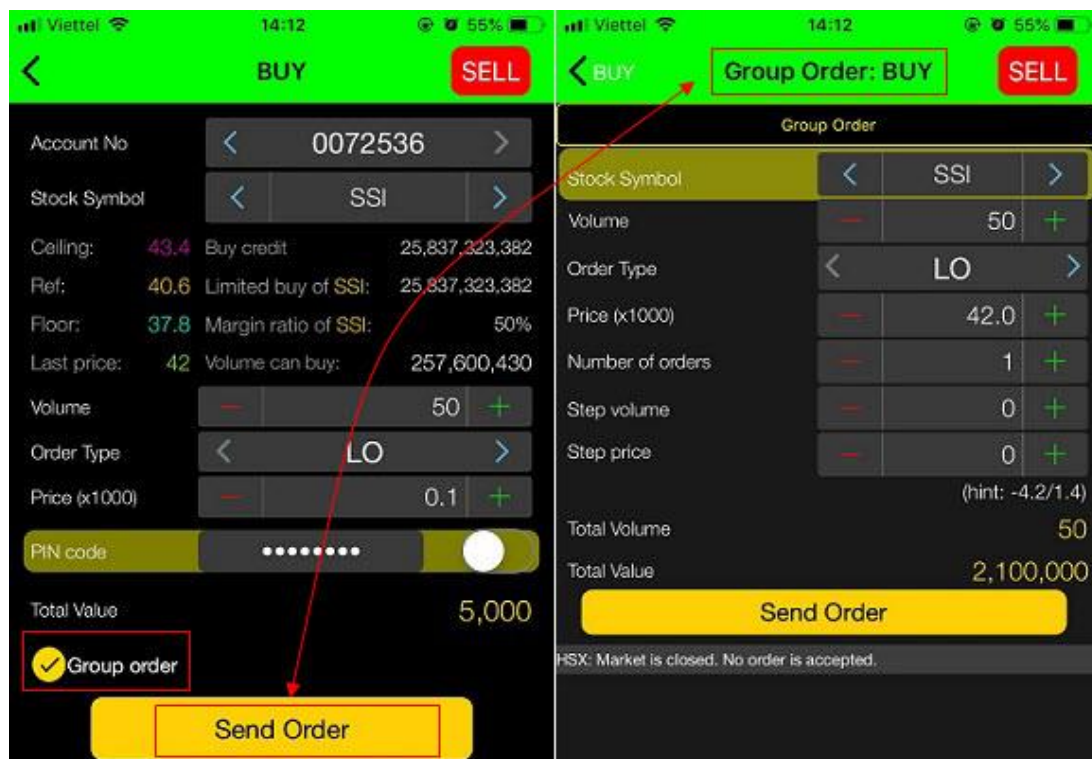 Viettel 14:12 55%
BUY SELL
Account No 0072536
Stock Symbol SSI
Ceiling: 43.4 Buy credit 25,837,323,382
Ref: 40.6 Limited buy of SSI: 25,837,323,382
Floor: 37.8 Margin ratio of SSI: 50%
Last price: 42 Volume can buy: 257,600,430
Volume 50
Order Type LO
Price (x1000) 0.1
PIN code
Total Value 5,000
Group order
Send Order
Viettel 14:12 55%
BUY Group Order: BUY SELL
Group Order
Stock Symbol SSI
Volume 50
Order Type LO
Price (x1000) 42.0
Number of orders 1
Step volume 0
Step price 0
(hint: -4.2/1.4)
Total Volume 50
Total Value 2,100,000
Send Order
HSX: Market is closed. No order is accepted.